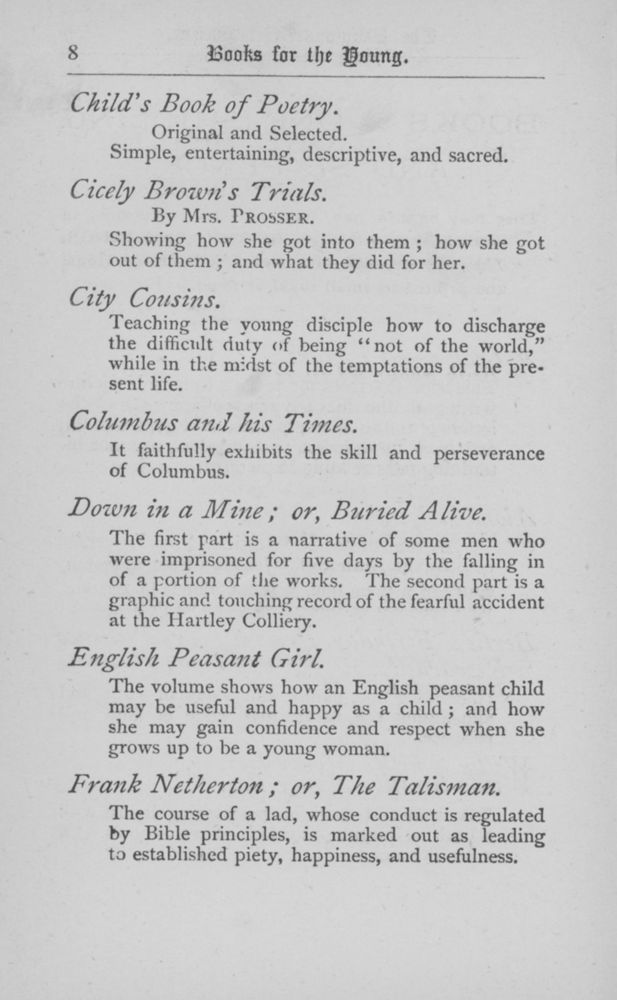 8 Books for the Young.
Child's Book of Poetry.
Original and Selected.
Simple, entertaining, descriptive, and sacred.
Cicely Brown's Trials.
By Mrs. PROSSER.
Showing how she got into them ; how she got
out of them ; and what they did for her.
City Cousins.
Teaching the young disciple how to discharge
the difficult duty of being “not of the world,”
while in the midst of the temptations of the pre-
sent life.
Columbus and his Times.
It faithfully exhibits the skill and perseverance
of Columbus.
Down in a Mine ; or, Buried Alive.
The first part is a narrative of some men who
were imprisoned for five days by the falling in
of a portion of the works. The second part is a
graphic and touching record of the fearful accident
at the Hartley Colliery.
English Peasant Girl.
The volume shows how an English peasant child
may be useful and happy as a child ; and how
she may gain confidence and respect when she
grows up to be a young woman.
Frank Netherton ; or, The Talisman.
The course of a lad, whose conduct is regulated
by Bible principles, is marked out as leading
to established piety, happiness, and usefulness.